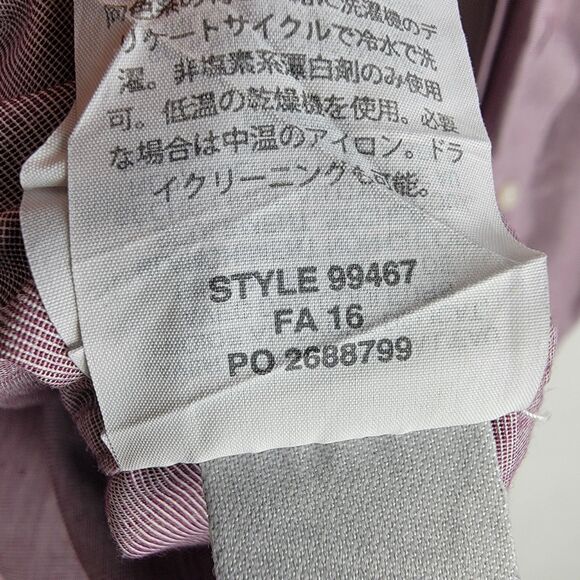 洗濯機のデ
リケートサイクルで冷水で洗
濯。非塩素系漂白剤のみ使用
可。低温の乾燥機を使用。必要
な場合は中温のアイロン。ドラ
イクリーニングも可能。
STYLE 99467
FA 16
PO 2688799